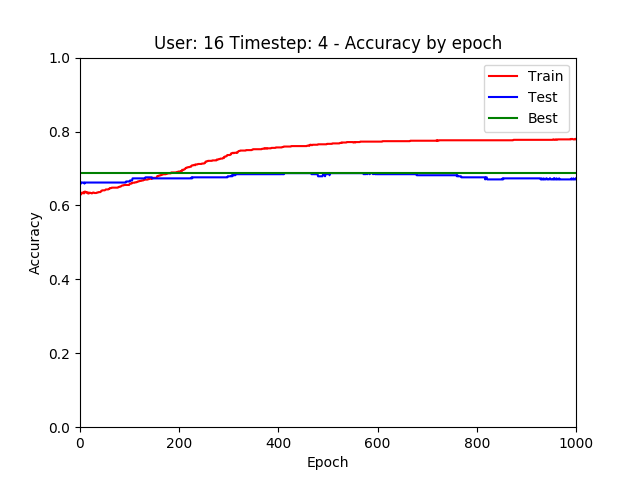 User: 16 Timestep: 4 - Accuracy by epoch
Train
Test
Best
1.0
0.8
0.6
0.4
0.2
0.0
Accuracy
0 200 400 600 800 1000
Epoch